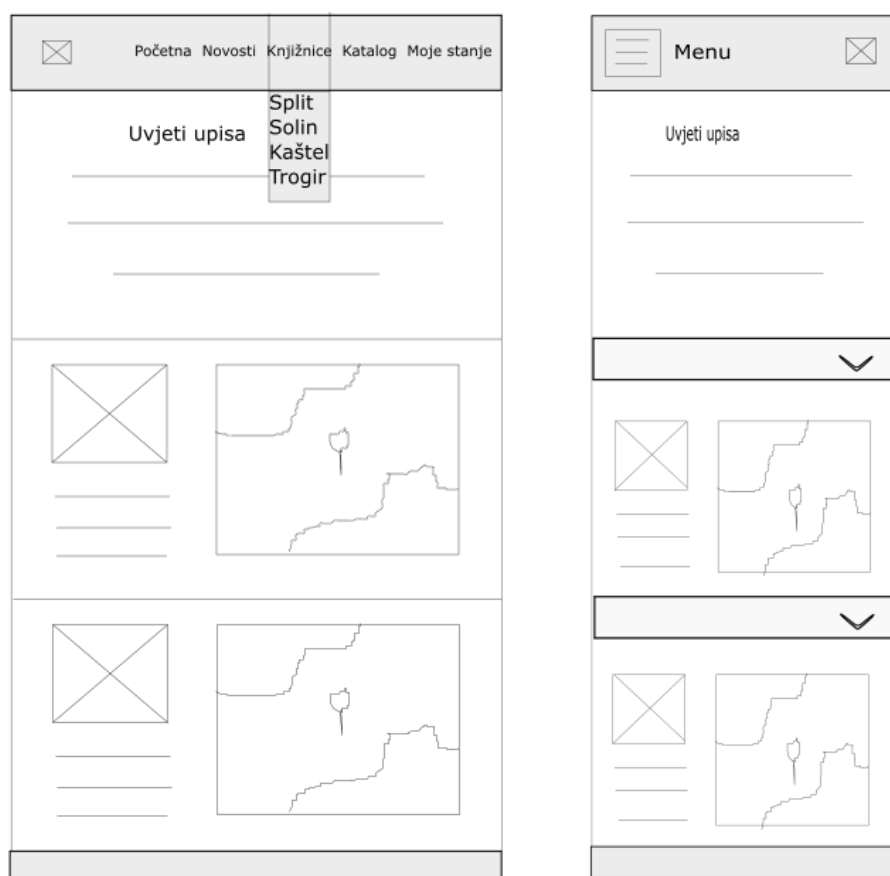 Početna Novosti Knjižnice Katalog Moje stanje
Split
Solin
Kaštel
Trogir
Uvjeti upisa
Menu
Uvjeti upisa